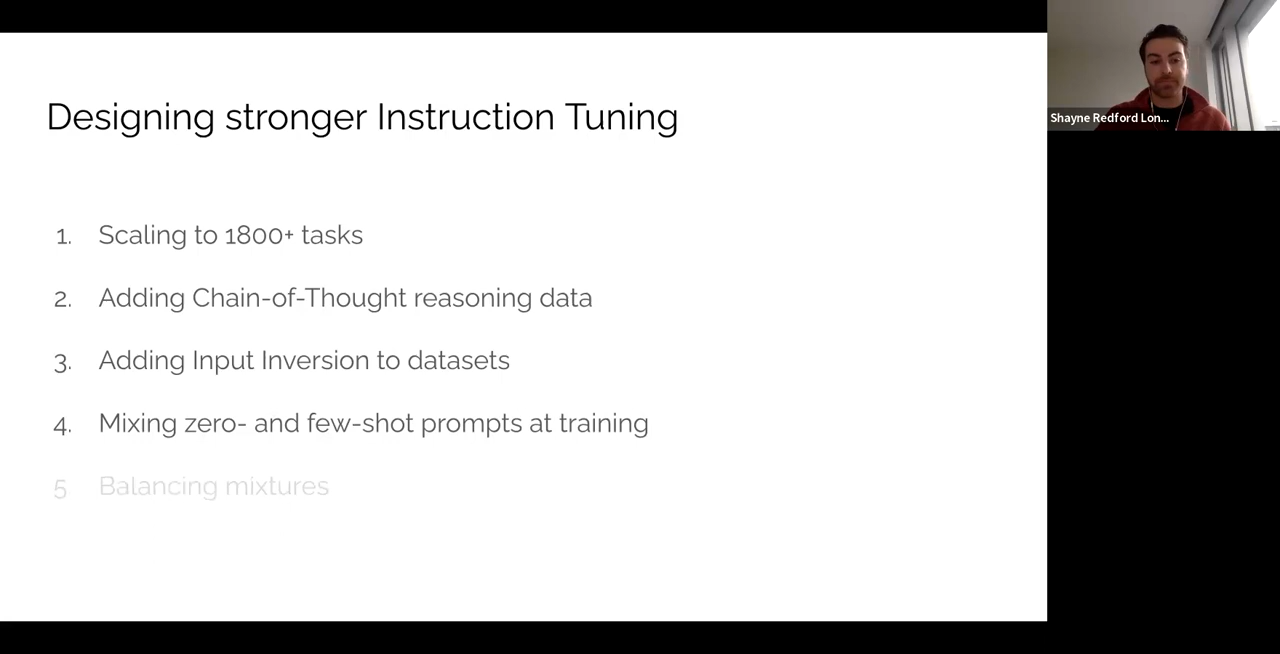 Designing stronger Instruction Tuning
1. Scaling to 1800+ tasks
2. Adding Chain-of-Thought reasoning data
3. Adding Input Inversion to datasets
4. Mixing zero- and few-shot prompts at training
5 Balancing mixtures
Shayne Redford Lon...